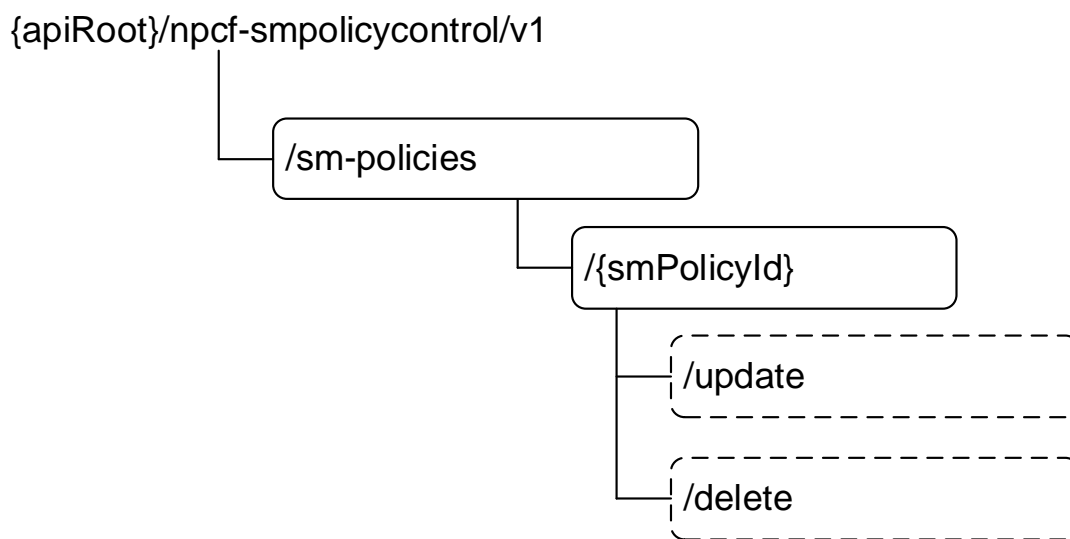 {apiRoot}/npcf-smpolicycontrol/v1
/sm-policies
/{smPolicyId}
/update
/delete